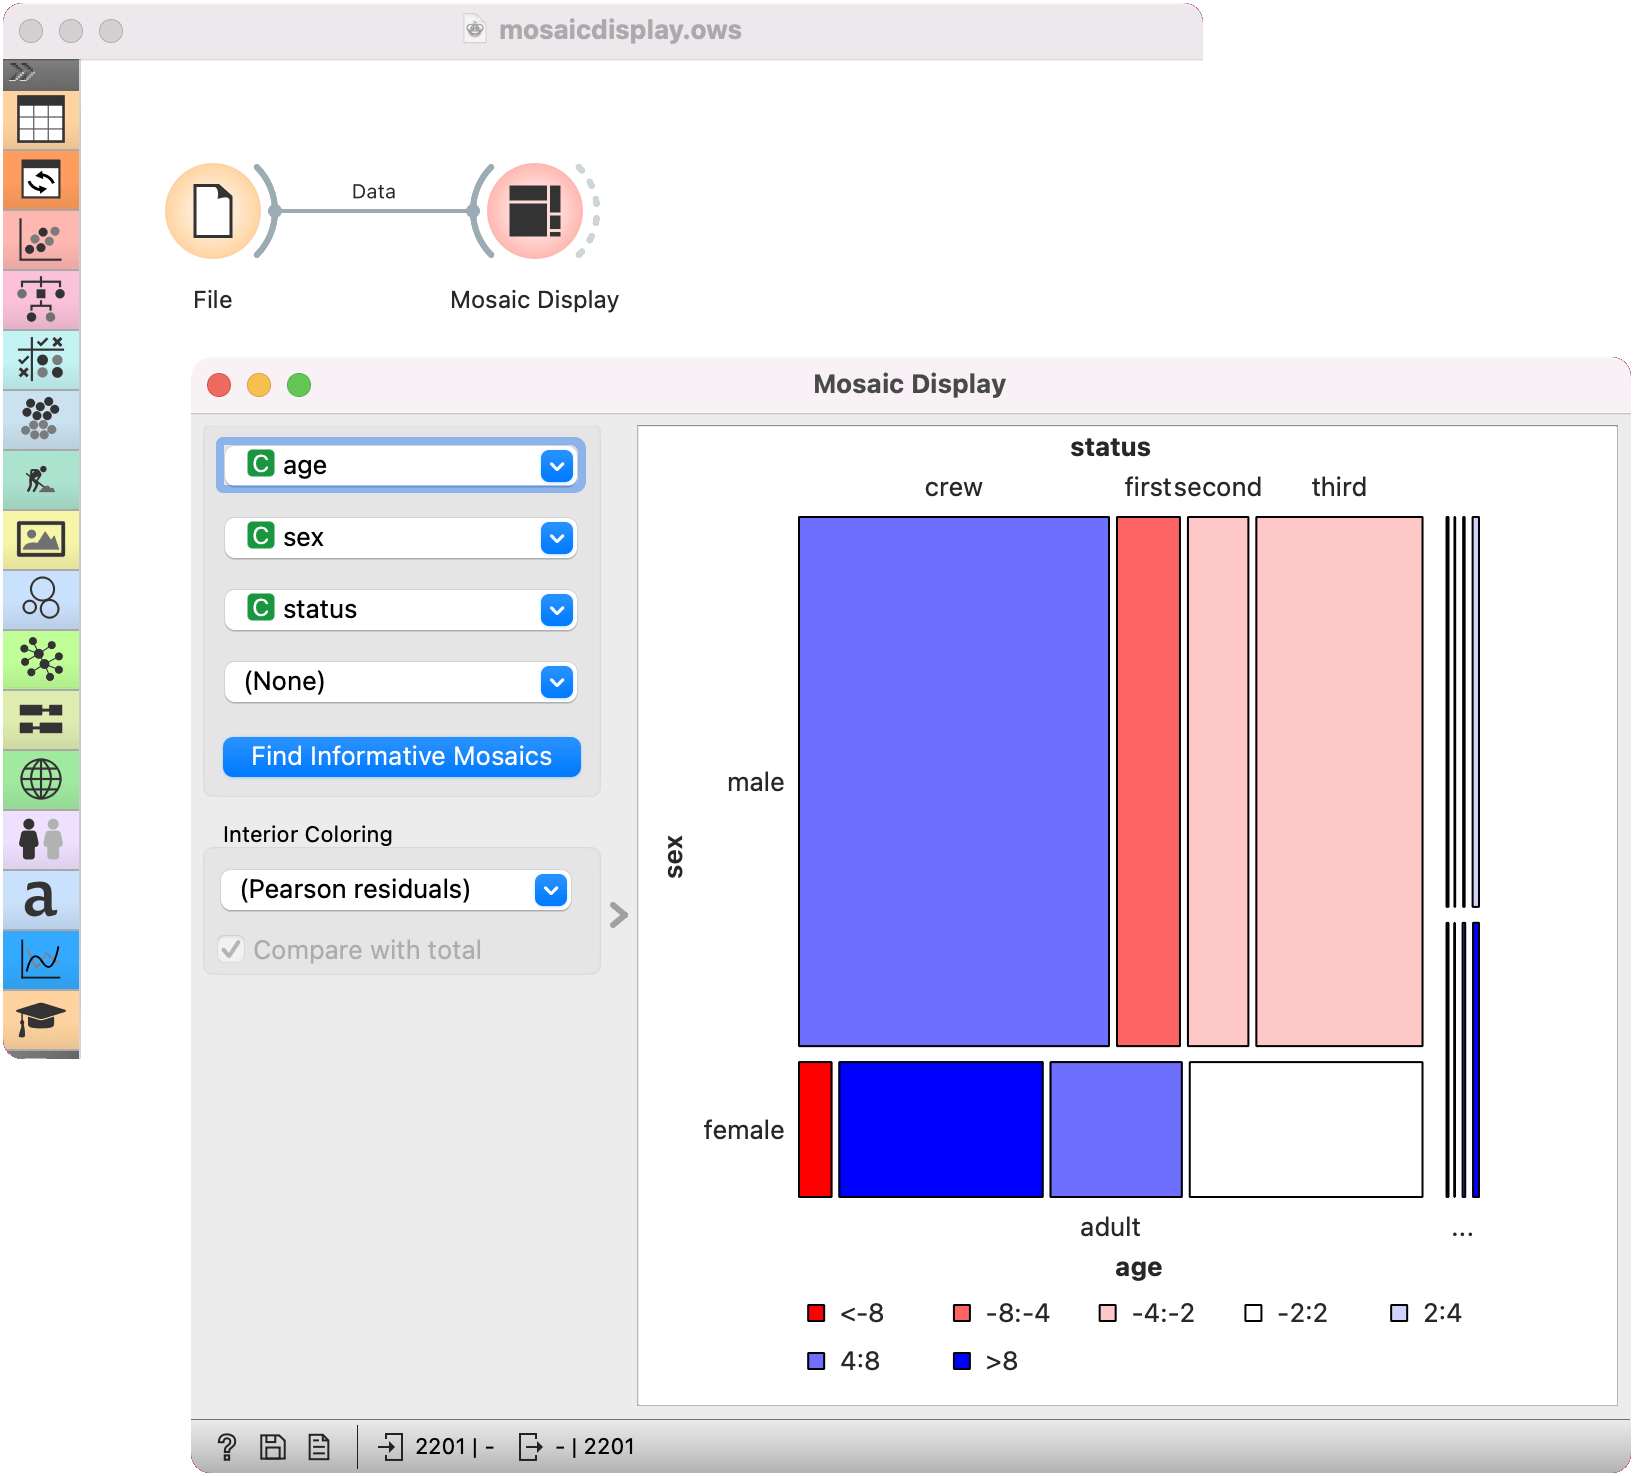 mosaicdisplay.ows
Data
File
Mosaic Display
Mosaic Display
C age
C sex
C status
(None)
Find Informative Mosaics
Interior Coloring
(Pearson residuals)
Compare with total
status
crew first second third
male
sex
female
adult ...
age
<-8 -8:-4 -4:-2 -2:2 2:4
4:8 >8
? 2201 | - - | 2201
a